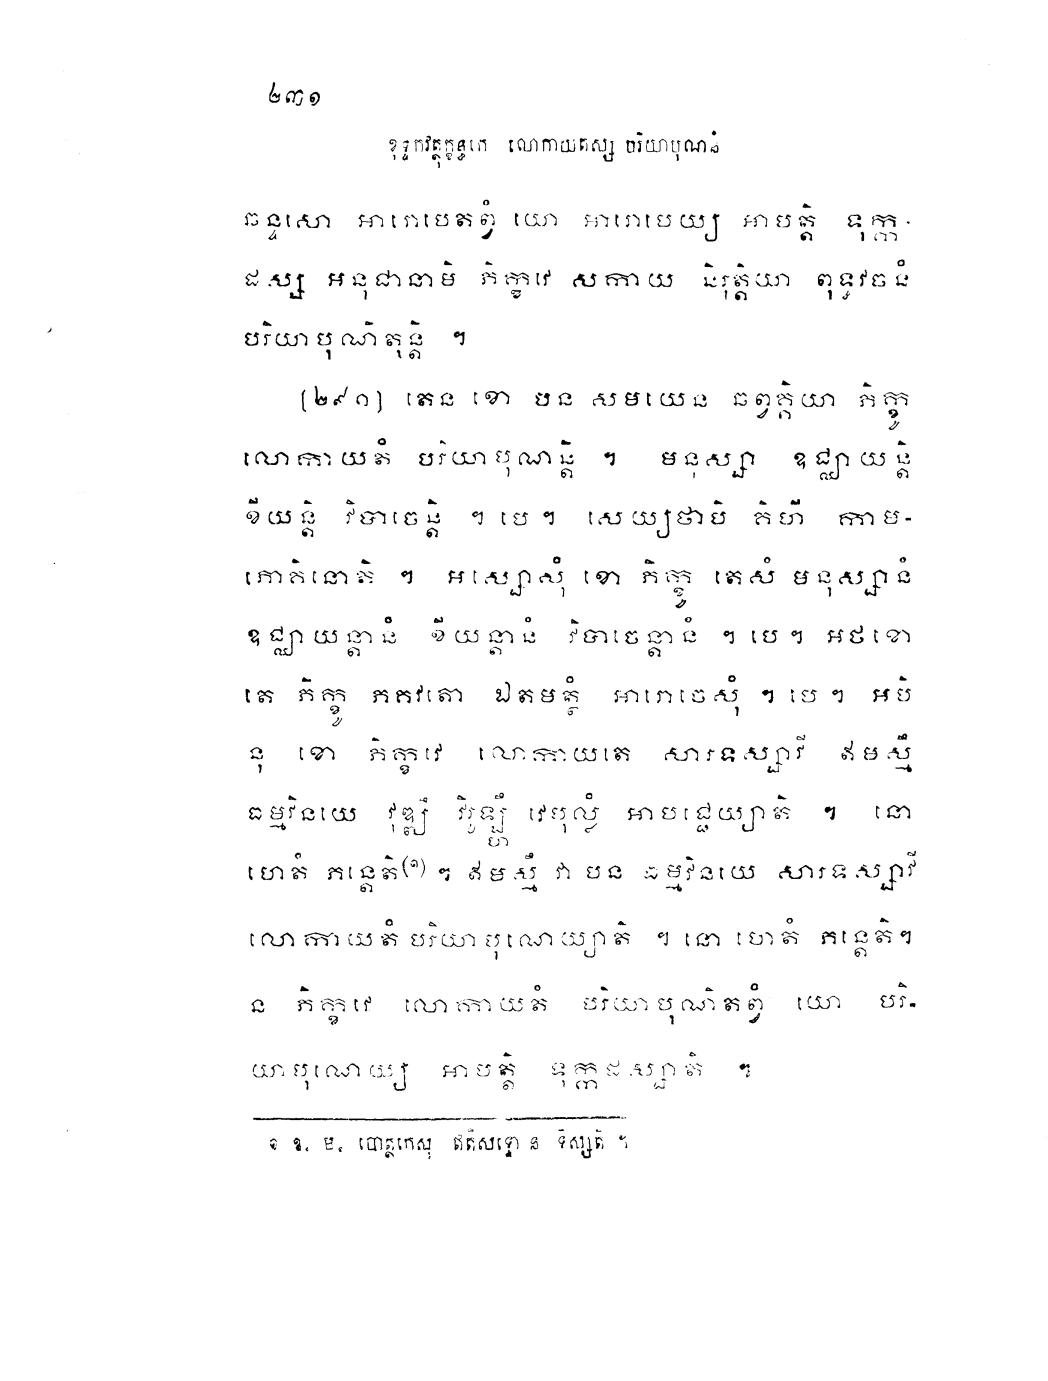 ២៣១
ខុទ្ទកវត្ថុក្ខន្ធកេ លោកាយតស្ស បរិយាបុណនំ
ឆន្ទសោ អារោបេតព្វំ យោ អារោបេយ្យ អាបត្តិ ទុក្ក-
ដស្ស អនុជានាមិ ភិក្ខវេ សកាយ និរុត្តិយា ពុទ្ធវចនំ
បរិយាបុណិតុន្តិ ។
(២៩១) តេន ខោ បន សមយេន ឆព្វគ្គិយា ភិក្ខូ
លោកាយតំ បរិយាបុណន្តិ ។ មនុស្សា ឧជ្ឈាយន្តិ
ខីយន្តិ វិបាចេន្តិ ។ បេ។ សេយ្យថាបិ គិហី កាម-
ភោគិនោតិ ។ អស្សោសុំ ខោ ភិក្ខូ តេសំ មនុស្សានំ
ឧជ្ឈាយន្តានំ ខីយន្តានំ វិបាចេន្តានំ ។ បេ។ អថខោ
តេ ភិក្ខូ ភគវតោ ឯតមត្ថំ អារោចេសុំ ។ បេ។ អបិ
នុ ខោ ភិក្ខវេ លោកាយតេ សារទស្សាវី ឥមស្មឹ
ធម្មវិនយេ វុឌ្ឍឹ វិរូឡ្ហឹ វេបុល្លំ អាបជ្ជេយ្យាតិ ។ នោ
ហេតំ ភន្តេតិ(១) ។ ឥមស្មឹ វា បន ធម្មវិនយេ សារទស្សាវី
លោកាយតំ បរិយាបុណេយ្យាតិ ។ នោ ហេតំ ភន្តេតិ។
ន ភិក្ខវេ លោកាយតំ បរិយាបុណិតព្វំ យោ បរិ-
យាបុណេយ្យ អាបត្តិ ទុក្កដស្សាតិ ។
១ ឱ. ម. បោត្ថកេសុ ឥតិសទ្ទោ ន ទិស្សតិ ។